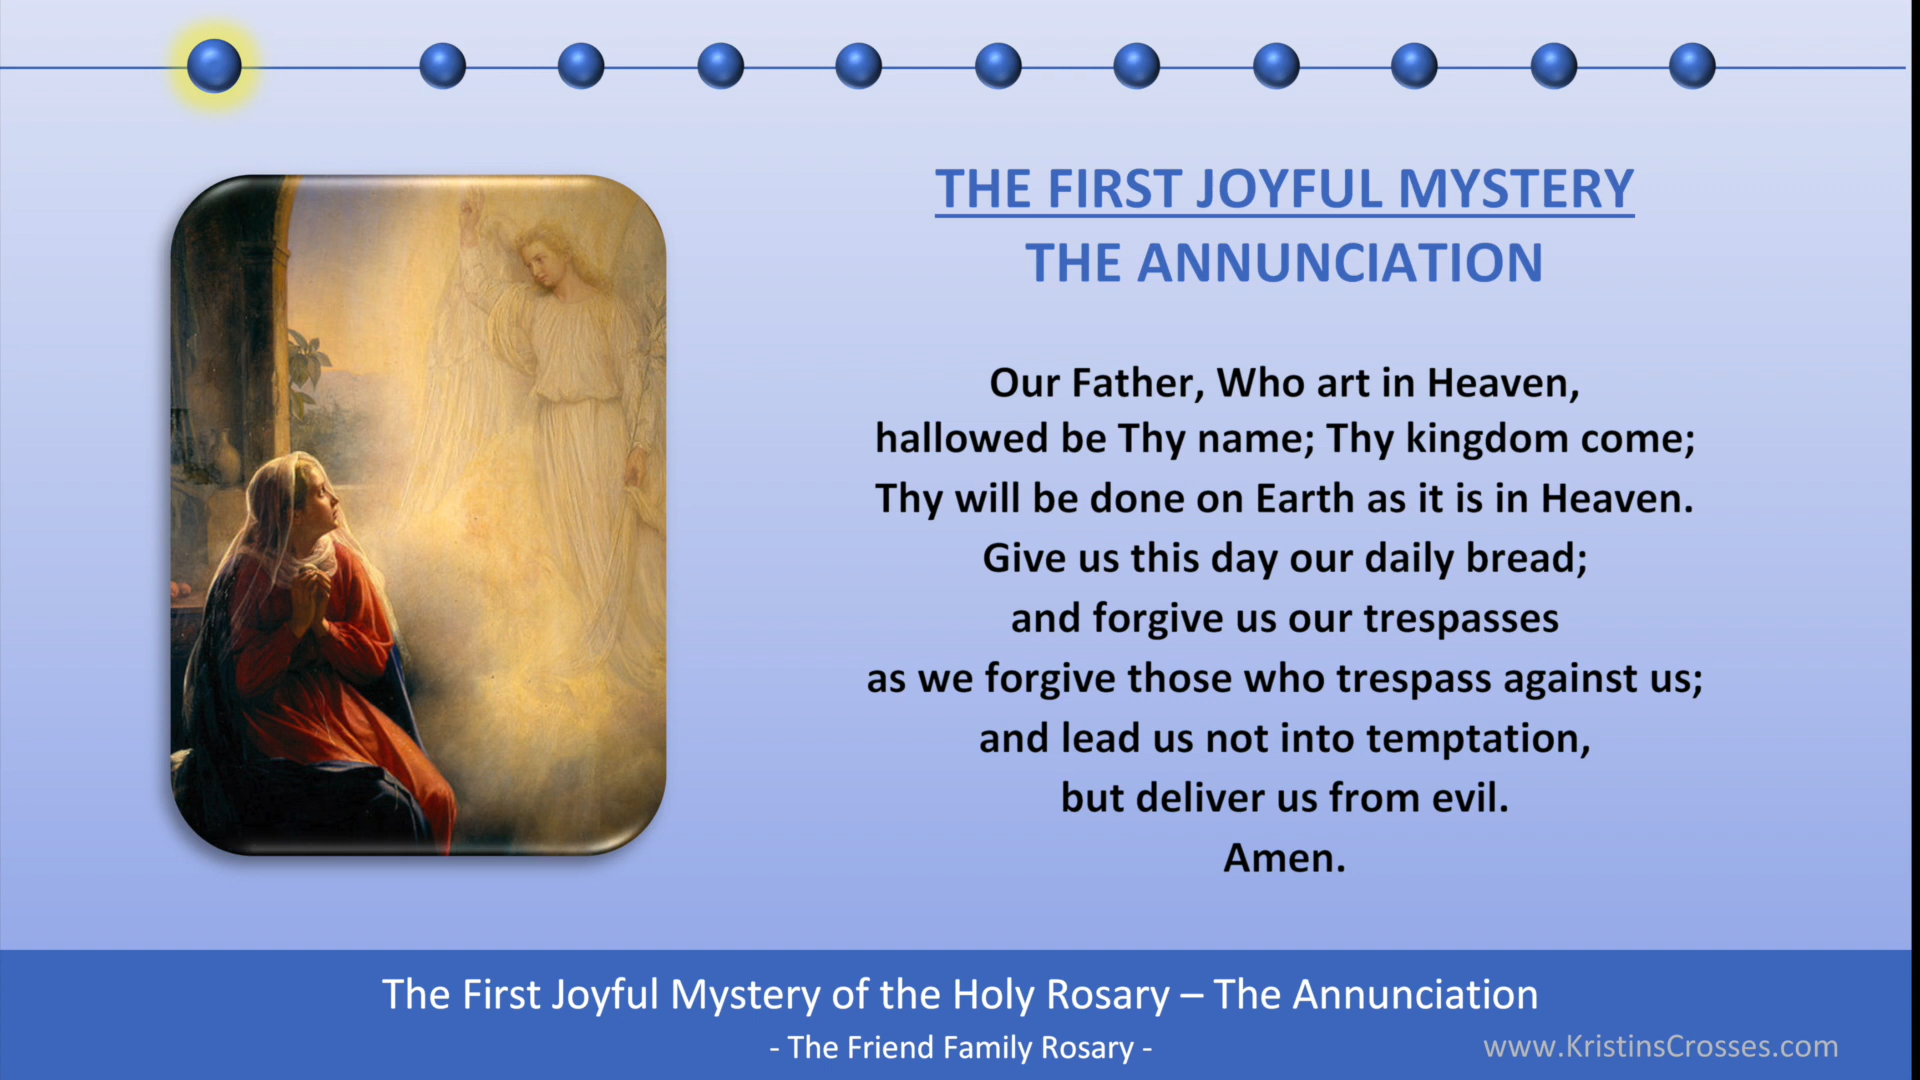 THE FIRST JOYFUL MYSTERY
THE ANNUNCIATION
Our Father, Who art in Heaven,
hallowed be Thy name; Thy kingdom come;
Thy will be done on Earth as it is in Heaven.
Give us this day our daily bread;
and forgive us our trespasses
as we forgive those who trespass against us;
and lead us not into temptation,
but deliver us from evil.
Amen.
The First Joyful Mystery of the Holy Rosary – The Annunciation
- The Friend Family Rosary -
www.KristinsCrosses.com